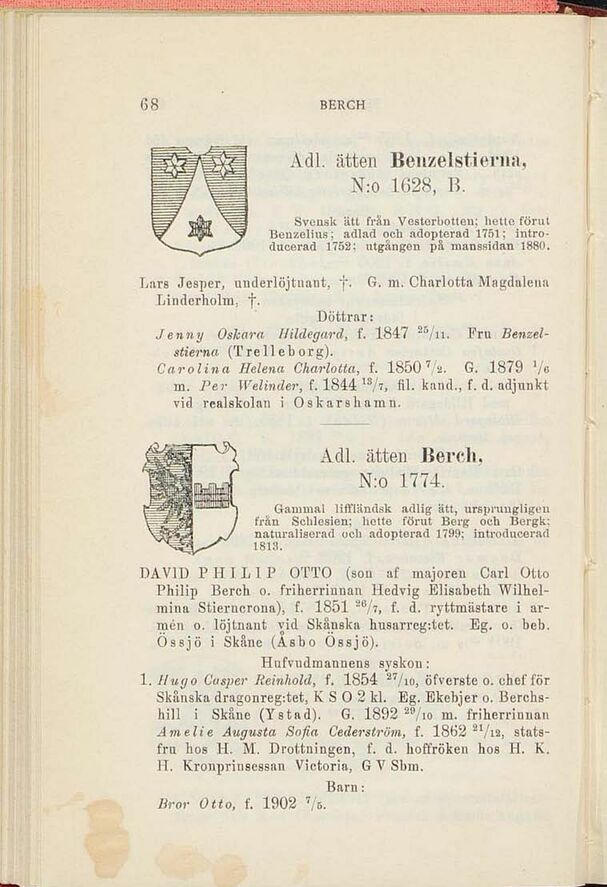 68 BERCH
Adl. ätten Benzelstierna,
N:o 1628, B.
Svensk ätt från Vesterbotten; hette förut
Benzelius; adlad och adopterad 1751; intro-
ducerad 1752; utgången på manssidan 1880.
Lars Jesper, underlöjtnant, †. G. m. Charlotta Magdalena
Linderholm, †.
Döttrar:
Jenny Oskara Hildegard, f. 1847 25/11. Fru Benzel-
stierna (Trelleborg).
Carolina Helena Charlotta, f. 1850 7/2. G. 1879 1/6
m. Per Welinder, f. 1844 13/7, fil. kand., f. d. adjunkt
vid realskolan i Oskarshamn.
Adl. ätten Berch,
N:o 1774.
Gammal liffländsk adlig ätt, ursprungligen
från Schlesien; hette förut Berg och Bergk;
naturaliserad och adopterad 1799; introducerad
1813.
DAVID PHILIP OTTO (son af majoren Carl Otto
Philip Berch o. friherrinnan Hedvig Elisabeth Wilhel-
mina Stiernerona), f. 1851 26/7, f. d. ryttmästare i ar-
mén o. löjtnant vid Skånska husarreg:tet. Eg. o. beb.
Össjö i Skåne (Åsbo Össjö).
Hufvudmannens syskon:
1. Hugo Casper Reinhold, f. 1854 27/10, öfverste o. chef för
Skånska dragonreg:tet, K S O 2 kl. Eg. Ekebjer o. Berchs-
hill i Skåne (Ystad). G. 1892 29/10 m. friherrinnan
Amelie Augusta Sofia Cederström, f. 1862 21/12, stats-
fru hos H. M. Drottningen, f. d. hoffröken hos H. K.
H. Kronprinsessan Victoria, G V Sbm.
Barn:
Bror Otto, f. 1902 7/5.